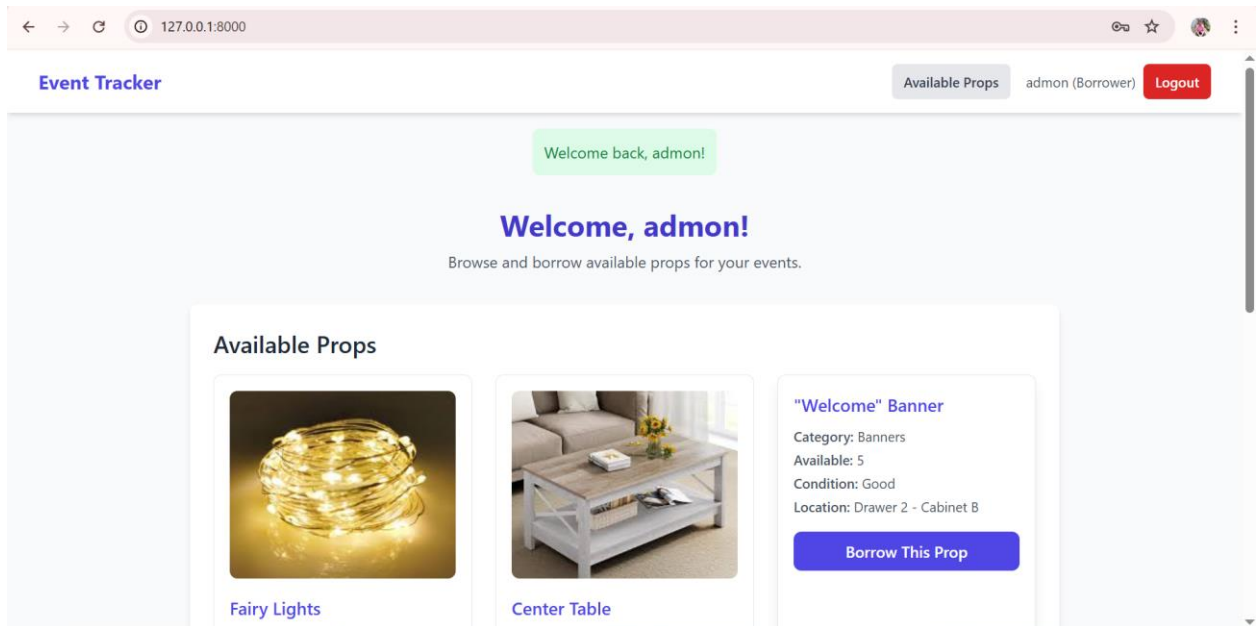 127.0.0.1:8000
Event Tracker
Available Props
admon (Borrower)
Logout
Welcome back, admon!
Welcome, admon!
Browse and borrow available props for your events.
Available Props
Fairy Lights
Center Table
"Welcome" Banner
Category: Banners
Available: 5
Condition: Good
Location: Drawer 2 - Cabinet B
Borrow This Prop